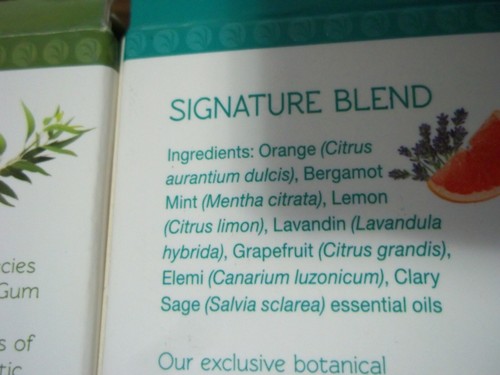 SIGNATURE BLEND
Ingredients: Orange (Citrus
aurantium dulcis), Bergamot
Mint (Mentha citrata), Lemon
(Citrus limon), Lavandin (Lavandula
hybrida), Grapefruit (Citrus grandis),
Elemi (Canarium luzonicum), Clary
Sage (Salvia sclarea) essential oils
Our exclusive botanical
cies
Gum
s of
tic